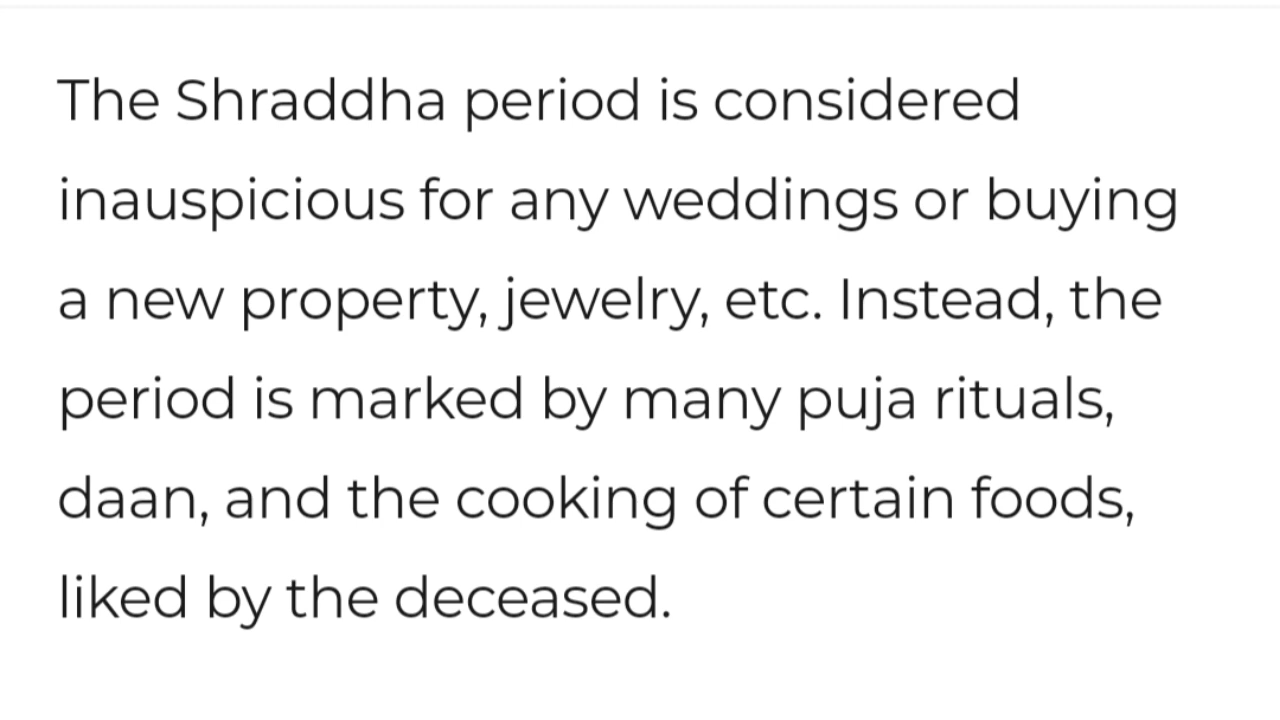 The Shraddha period is considered
inauspicious for any weddings or buying
a new property, jewelry, etc. Instead, the
period is marked by many puja rituals,
daan, and the cooking of certain foods,
liked by the deceased.